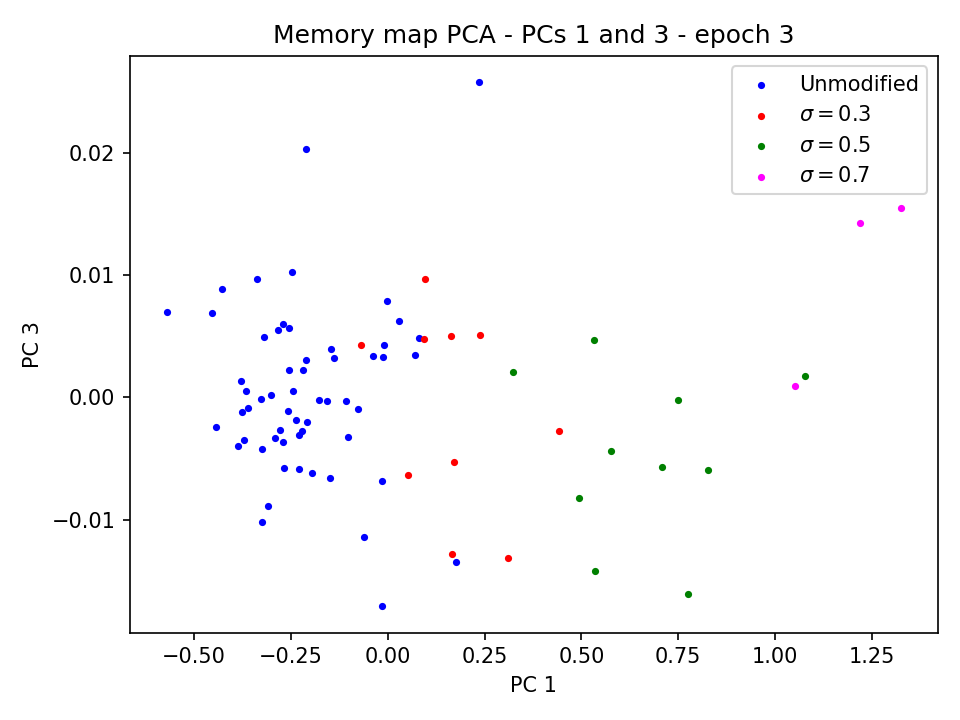 Memory map PCA - PCs 1 and 3 - epoch 3
Unmodified
σ = 0.3
σ = 0.5
σ = 0.7
0.02
0.01
0.00
−0.01
PC 3
−0.50 −0.25 0.00 0.25 0.50 0.75 1.00 1.25
PC 1